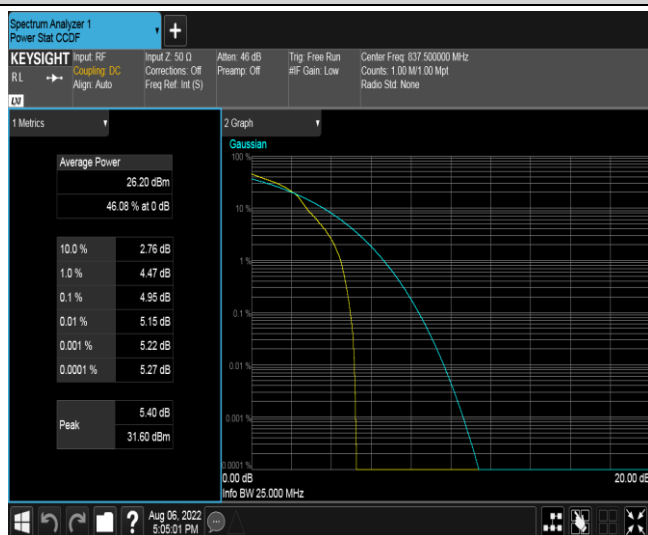 Spectrum Analyzer 1
Power Stat CCDF
+
KEYSIGHT
RL
LXI
Input: RF
Coupling: DC
Align: Auto
Input Z: 50 Ω
Corrections: Off
Freq Ref: Int (S)
Atten: 46 dB
Preamp: Off
Trig: Free Run
#IF Gain: Low
Center Freq: 837.500000 MHz
Counts: 1.00 M/1.00 Mpt
Radio Std: None
1 Metrics
Average Power
26.20 dBm
46.08 % at 0 dB
10.0 % 2.76 dB
1.0 % 4.47 dB
0.1 % 4.95 dB
0.01 % 5.15 dB
0.001 % 5.22 dB
0.0001 % 5.27 dB
Peak
5.40 dB
31.60 dBm
2 Graph
Gaussian
100 %
10 %
1 %
0.1 %
0.01 %
0.001 %
0.0001 %
0.00 dB 20.00 dB
Info BW 25.000 MHz
?
Aug 06, 2022
5:05:01 PM